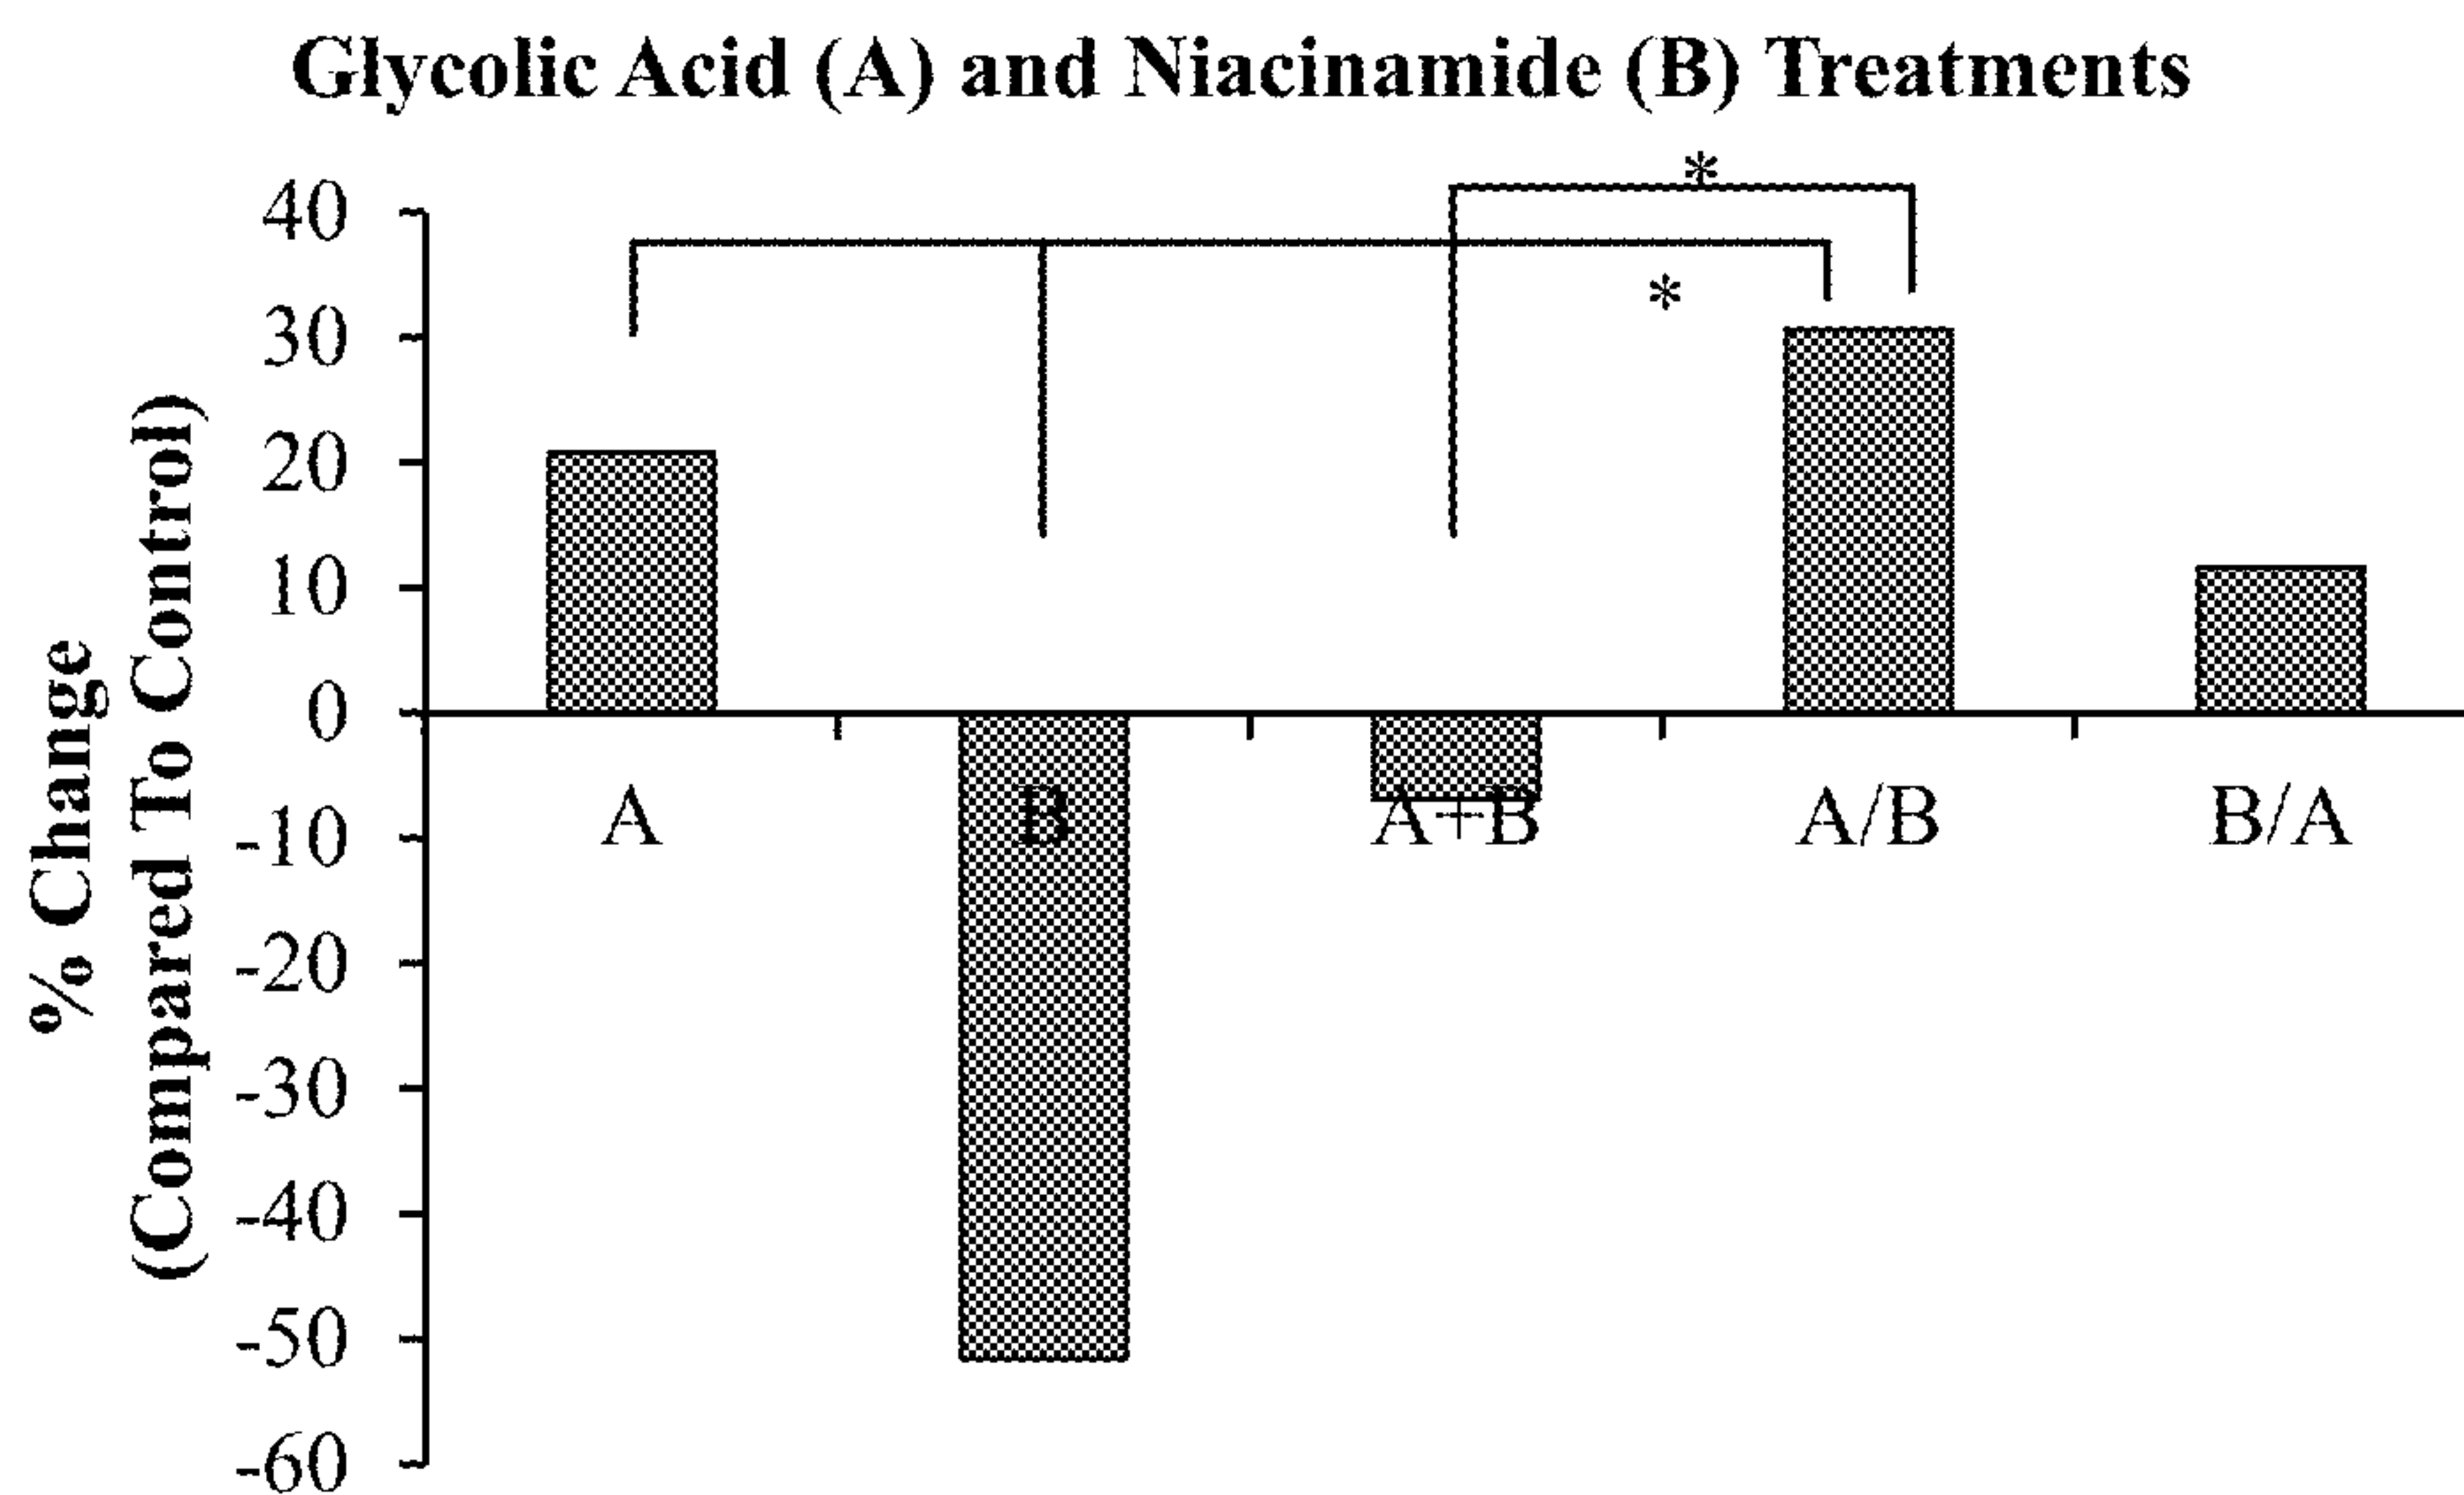 Glycolic Acid (A) and Niacinamide (B) Treatments
% Change
(Compared To Control)
40
30
20
10
0
-10
-20
-30
-40
-50
-60
*
*
A
B
A+B
A/B
B/A